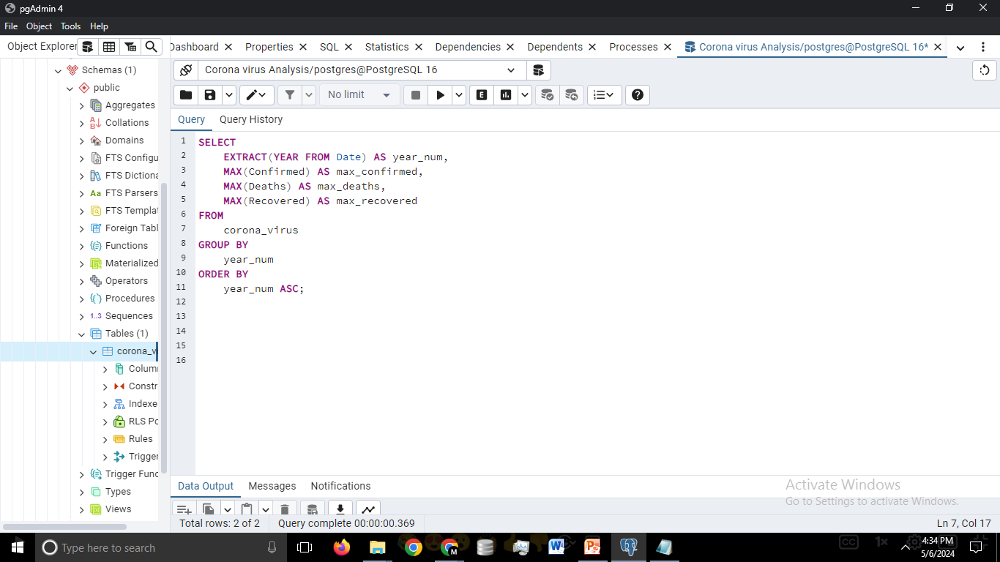 pgAdmin 4
File Object Tools Help
Object Explorer
Dashboard Properties SQL Statistics Dependencies Dependents Processes Corona virus Analysis/postgres@PostgreSQL 16*
Schemas (1)
public
Aggregates
Collations
Domains
FTS Configu
FTS Dictiona
FTS Parsers
FTS Templat
Foreign Tabl
Functions
Materialized
Operators
Procedures
1..3 Sequences
Tables (1)
corona_v
Colum
Constr
Indexe
RLS Po
Rules
Trigger
Trigger Func
Types
Views
Corona virus Analysis/postgres@PostgreSQL 16
No limit
Query Query History
1 SELECT
2 EXTRACT(YEAR FROM Date) AS year_num,
3 MAX(Confirmed) AS max_confirmed,
4 MAX(Deaths) AS max_deaths,
5 MAX(Recovered) AS max_recovered
6 FROM
7 corona_virus
8 GROUP BY
9 year_num
10 ORDER BY
11 year_num ASC;
12
13
14
15
16
Data Output Messages Notifications
Activate Windows
Go to Settings to activate Windows.
Total rows: 2 of 2 Query complete 00:00:00.369 Ln 7, Col 17
Type here to search
4:34 PM
5/6/2024